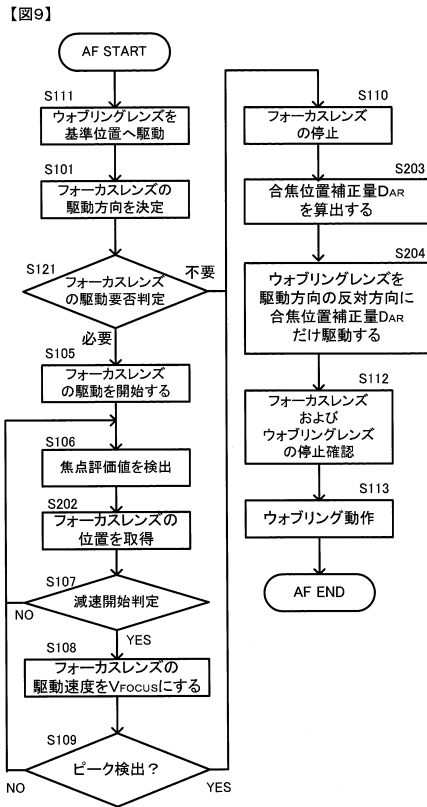 【図9】
AF START
S111
ウォブリングレンズを
基準位置へ駆動
S101
フォーカスレンズの
駆動方向を決定
S121
フォーカスレンズ
の駆動要否判定
不要
必要
S105
フォーカスレンズ
の駆動を開始する
S106
焦点評価値を検出
S202
フォーカスレンズの
位置を取得
S107
減速開始判定
NO
YES
S108
フォーカスレンズの
駆動速度をVFOCUSにする
S109
ピーク検出？
NO
YES
S110
フォーカスレンズ
の停止
S203
合焦位置補正量DAR
を算出する
S204
ウォブリングレンズを
駆動方向の反対方向に
合焦位置補正量DAR
だけ駆動する
S112
フォーカスレンズ
および
ウォブリングレンズ
の停止確認
S113
ウォブリング動作
AF END